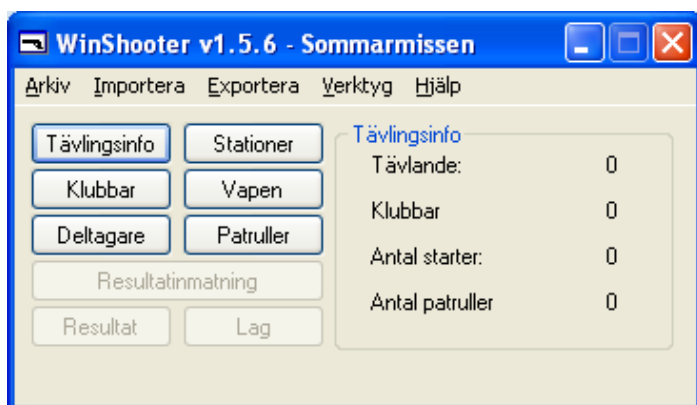 WinShooter v1.5.6 - Sommarmissen
Arkiv Importera Exportera Verktyg Hjälp
Tävlingsinfo Stationer
Klubbar Vapen
Deltagare Patruller
Resultatinmatning
Resultat Lag
Tävlingsinfo
Tävlande: 0
Klubbar 0
Antal starter: 0
Antal patruller 0